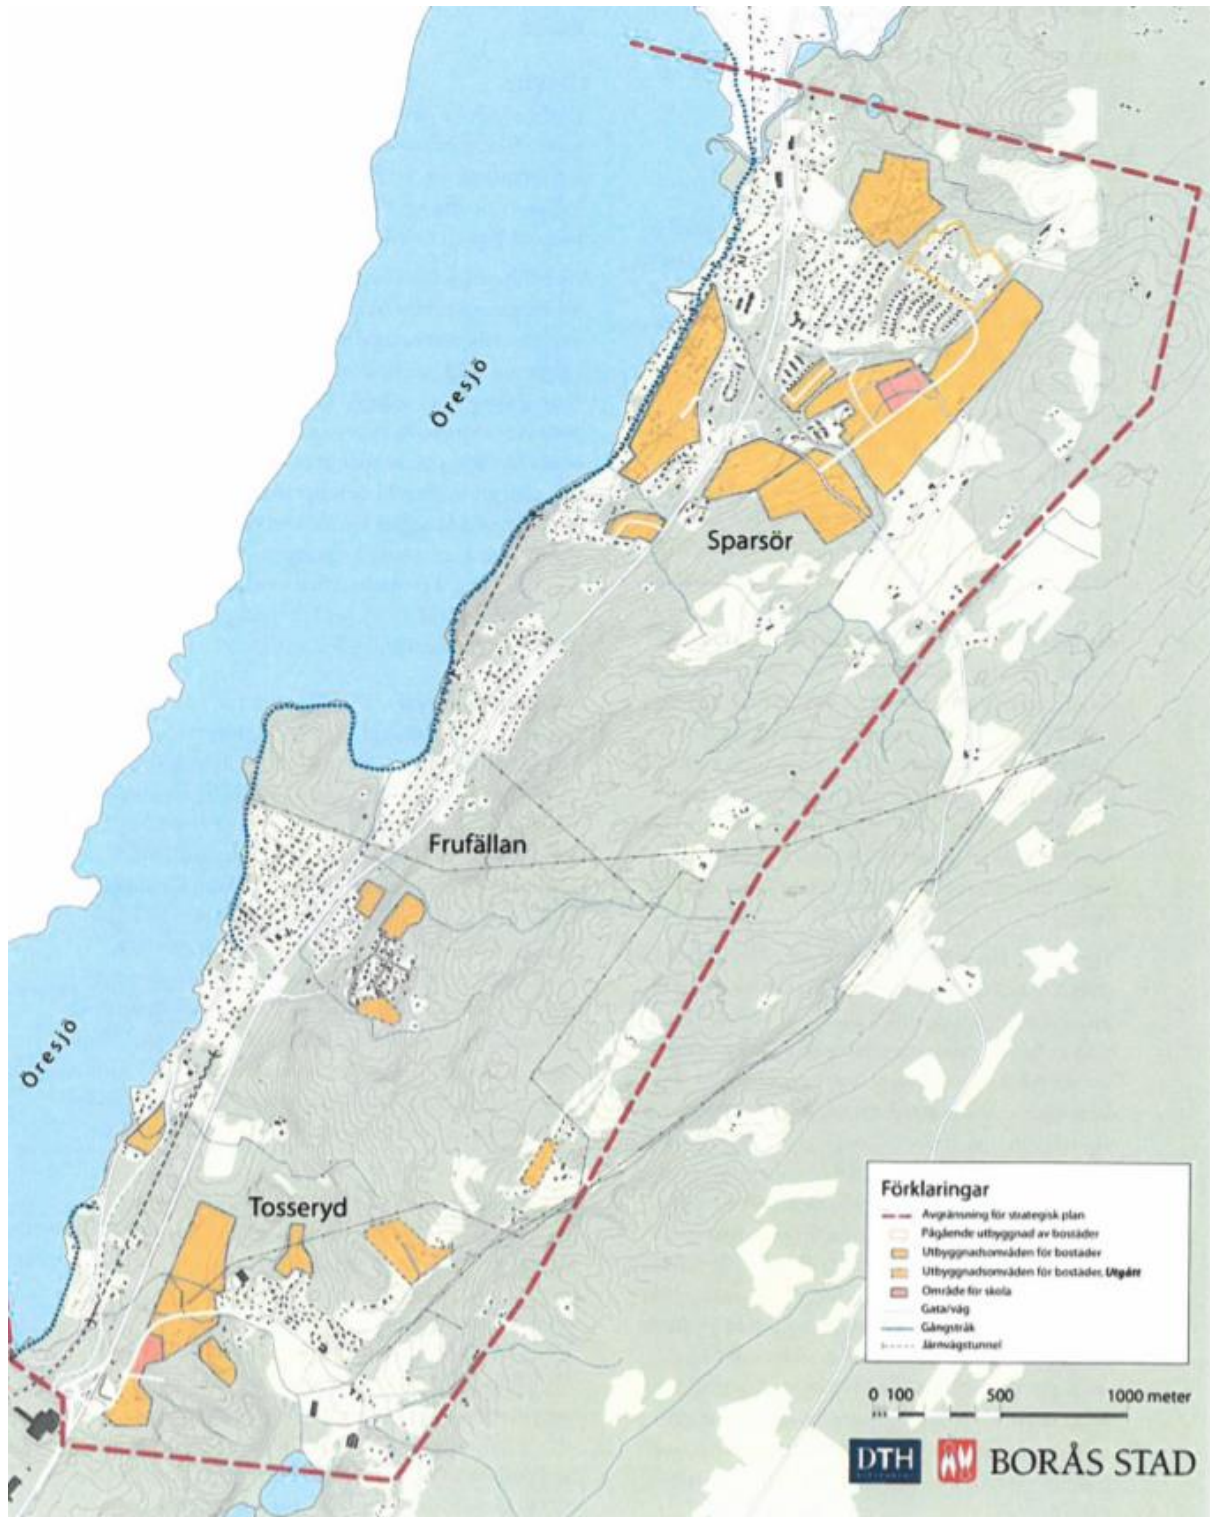 Öresjö
Sparsör
Frufällan
Öresjö
Tosseryd
Förklaringar
Avgränsning för strategisk plan
Pågående utbyggnad av bostäder
Utbyggnadsområden för bostäder
Utbyggnadsområden för bostäder, Utgått
Område för skola
Gata/väg
Gångstråk
Järnvägstunnel
0 100 500 1000 meter
DTH
BORÅS STAD